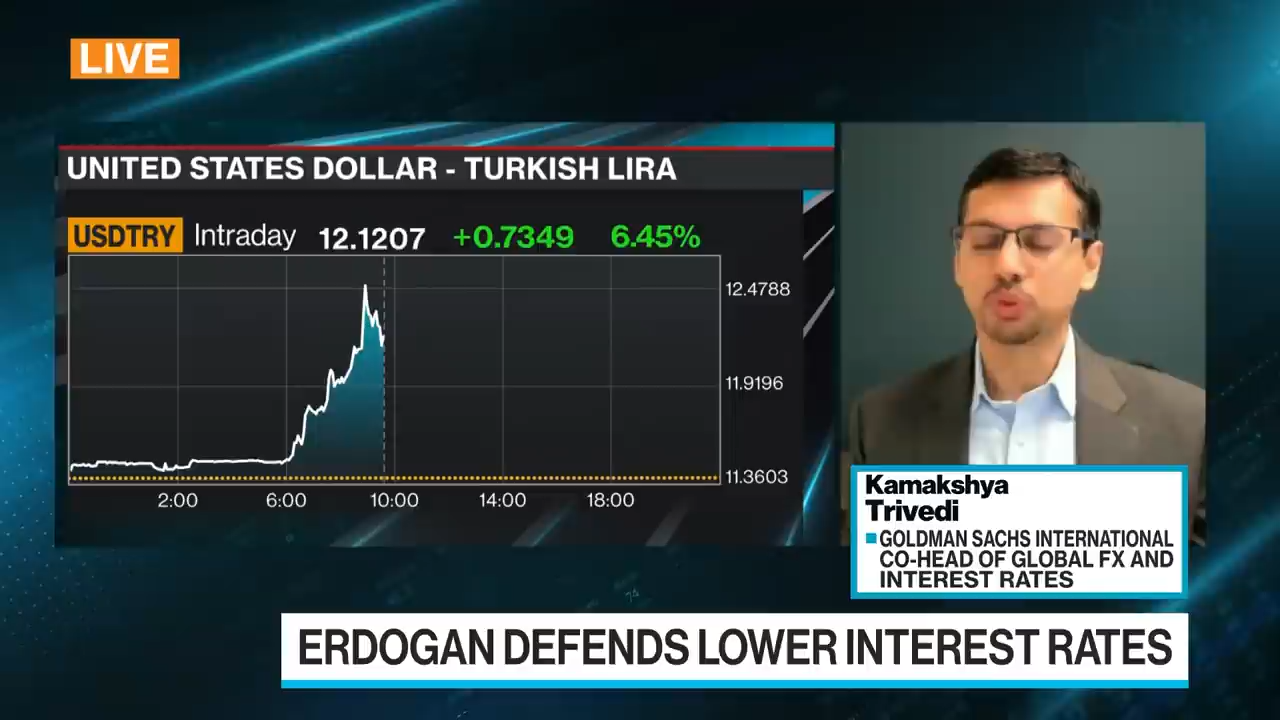 LIVE
UNITED STATES DOLLAR - TURKISH LIRA
USDTRY Intraday 12.1207 +0.7349 6.45%
12.4788
11.9196
11.3603
2:00 6:00 10:00 14:00 18:00
Kamakshya
Trivedi
GOLDMAN SACHS INTERNATIONAL
CO-HEAD OF GLOBAL FX AND
INTEREST RATES
ERDOGAN DEFENDS LOWER INTEREST RATES